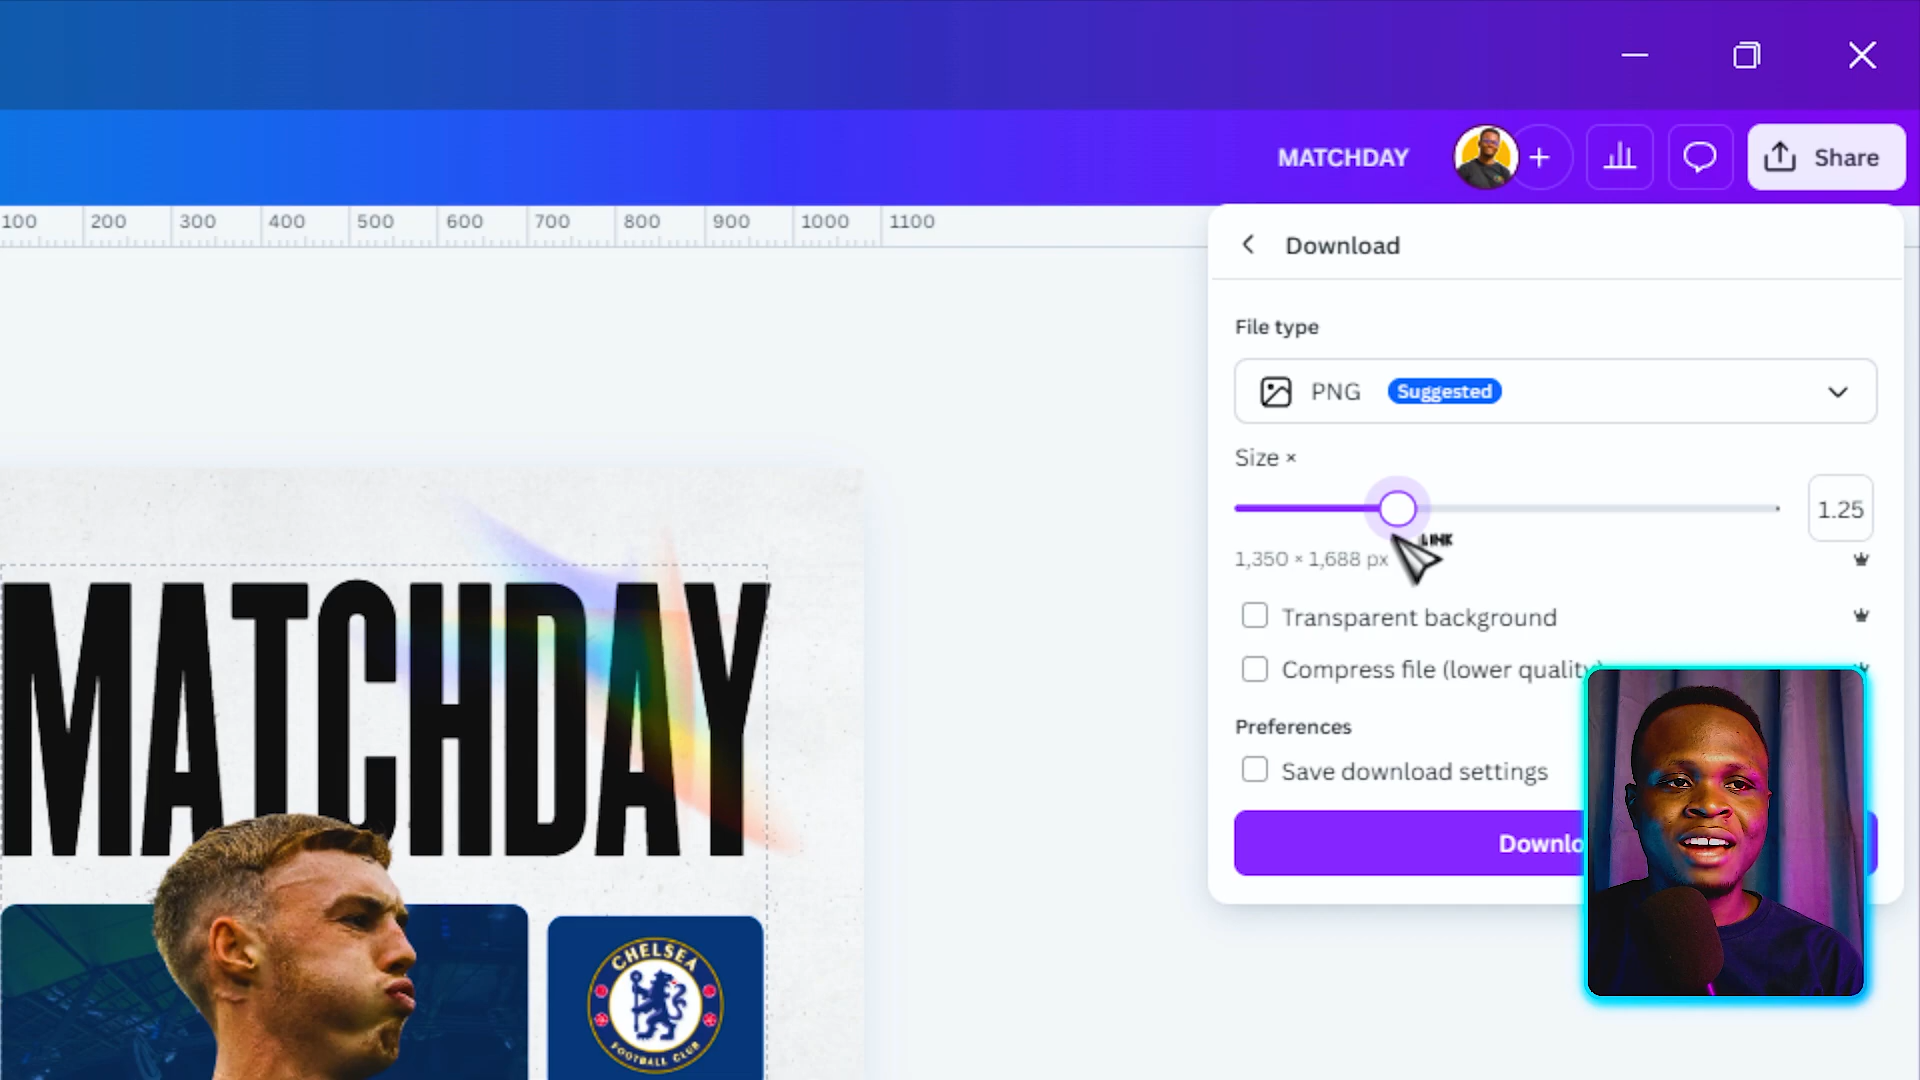 MATCHDAY
Share
100 200 300 400 500 600 700 800 900 1000 1100
Download
File type
PNG Suggested
Size ×
1.25
LINK
1,350 × 1,688 px
Transparent background
Compress file (lower quality)
Preferences
Save download settings
Downlo
MATCHDAY
CHELSEA
FOOTBALL CLUB